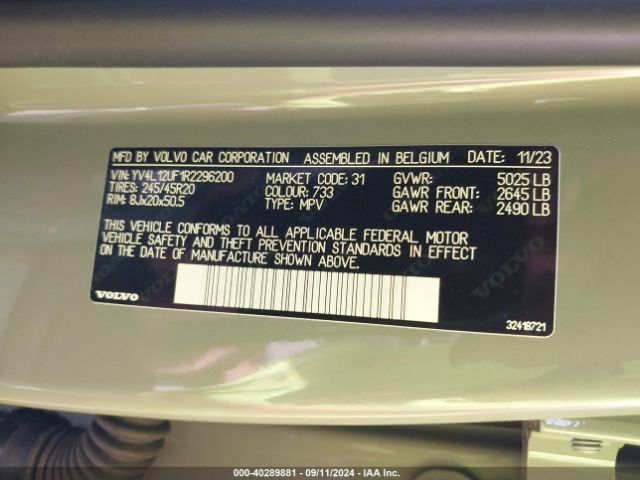 MFD BY VOLVO CAR CORPORATION ASSEMBLED IN BELGIUM DATE: 11/23
VIN: YV4L12UF1R2296200 MARKET CODE: 31 GVWR: 5025 LB
TIRES: 245/45R20 COLOUR: 733 GAWR FRONT: 2645 LB
RIM: 8Jx20x50.5 TYPE: MPV GAWR REAR: 2490 LB
THIS VEHICLE CONFORMS TO ALL APPLICABLE FEDERAL MOTOR
VEHICLE SAFETY AND THEFT PREVENTION STANDARDS IN EFFECT
ON THE DATE OF MANUFACTURE SHOWN ABOVE.
VOLVO
32418721
000-40289881 - 09/11/2024 - IAA Inc.